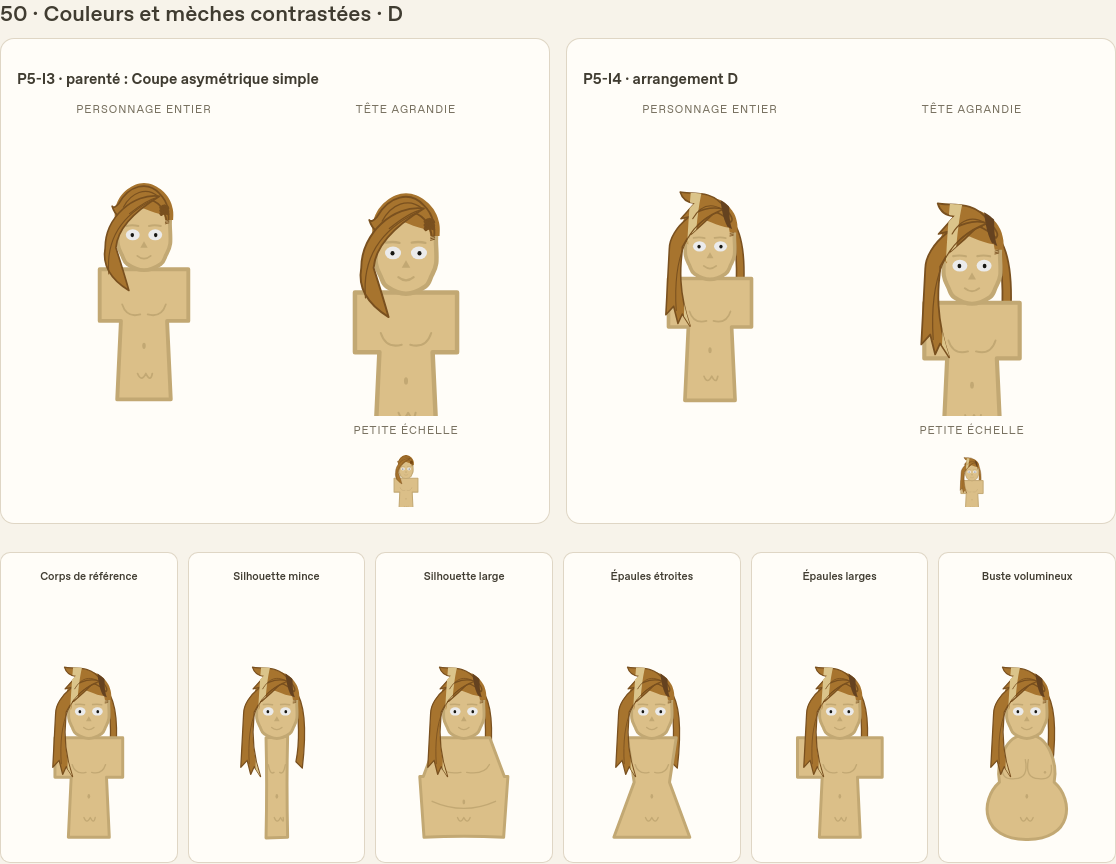 50 · Couleurs et mèches contrastées · D
P5-I3 · parenté : Coupe asymétrique simple
PERSONNAGE ENTIER
TÊTE AGRANDIE
PETITE ÉCHELLE
P5-I4 · arrangement D
PERSONNAGE ENTIER
TÊTE AGRANDIE
PETITE ÉCHELLE
Corps de référence
Silhouette mince
Silhouette large
Épaules étroites
Épaules larges
Buste volumineux